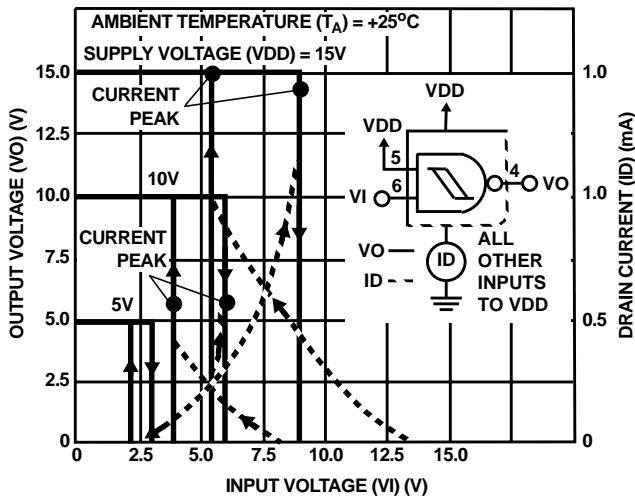 AMBIENT TEMPERATURE (TA) = +25oC
SUPPLY VOLTAGE (VDD) = 15V
15.0
12.5
10.0
7.5
5.0
2.5
0
OUTPUT VOLTAGE (VO) (V)
CURRENT
PEAK
10V
CURRENT
PEAK
5V
VDD
VDD
5
6
4
VI
VO
VO
ID
ID
ALL
OTHER
INPUTS
TO VDD
1.0
1.0
0.5
0
DRAIN CURRENT (ID) (mA)
0
2.5
5.0
7.5
10.0
15.0
INPUT VOLTAGE (VI) (V)